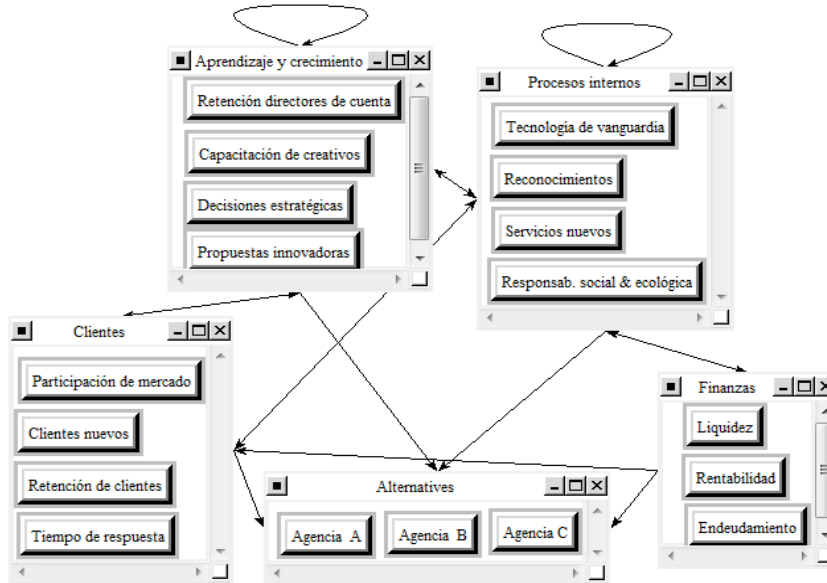 Aprendizaje y crecimiento
Retención directores de cuenta
Capacitación de creativos
Decisiones estratégicas
Propuestas innovadoras
Procesos internos
Tecnología de vanguardia
Reconocimientos
Servicios nuevos
Responsab. social & ecológica
Clientes
Participación de mercado
Clientes nuevos
Retención de clientes
Tiempo de respuesta
Finanzas
Liquidez
Rentabilidad
Endeudamiento
Alternatives
Agencia A
Agencia B
Agencia C